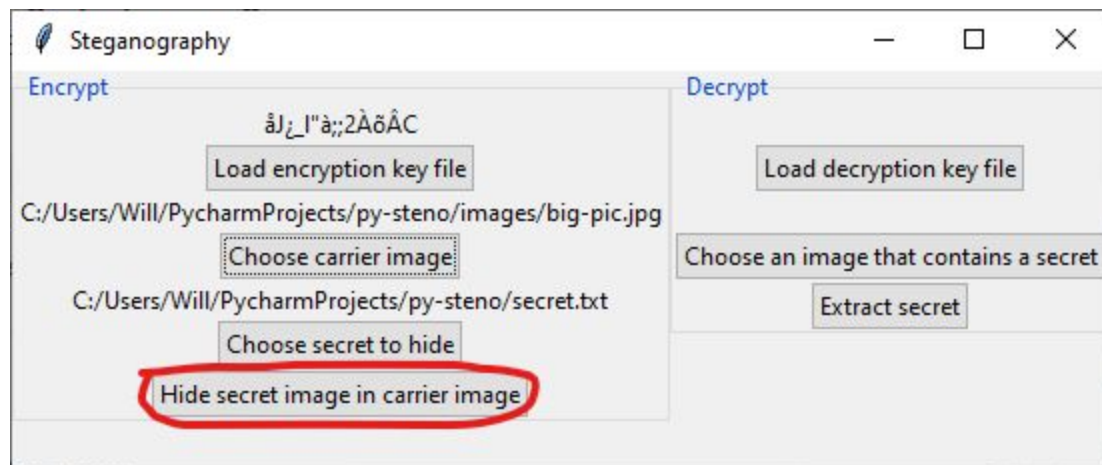 Steganography
Encrypt
åJ¿_l"à;;2ÀõÂC
Load encryption key file
C:/Users/Will/PycharmProjects/py-steno/images/big-pic.jpg
Choose carrier image
C:/Users/Will/PycharmProjects/py-steno/secret.txt
Choose secret to hide
Hide secret image in carrier image
Decrypt
Load decryption key file
Choose an image that contains a secret
Extract secret